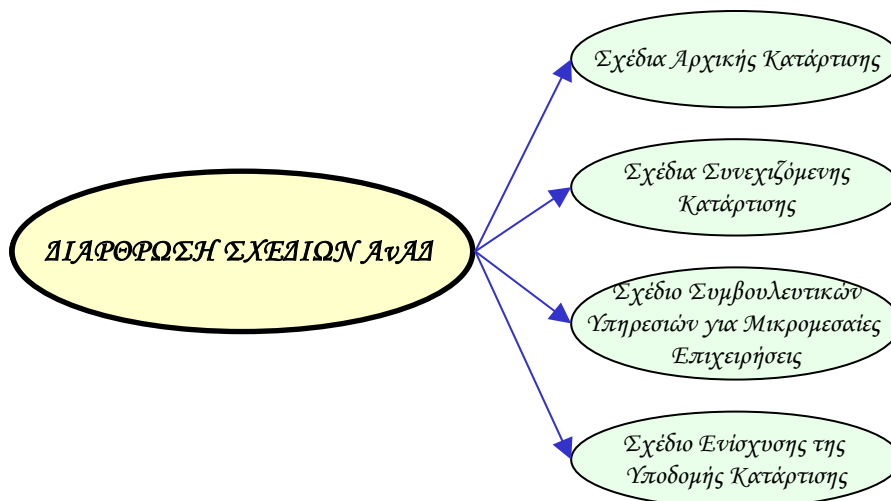 Σχέδια Αρχικής Κατάρτισης
Σχέδια Συνεχιζόμενης
Κατάρτισης
ΔΙΑΡΘΡΩΣΗ ΣΧΕΔΙΩΝ ΑνΑΔ
Σχέδιο Συμβουλευτικών
Υπηρεσιών για Μικρομεσαίες
Επιχειρήσεις
Σχέδιο Ενίσχυσης της
Υποδομής Κατάρτισης